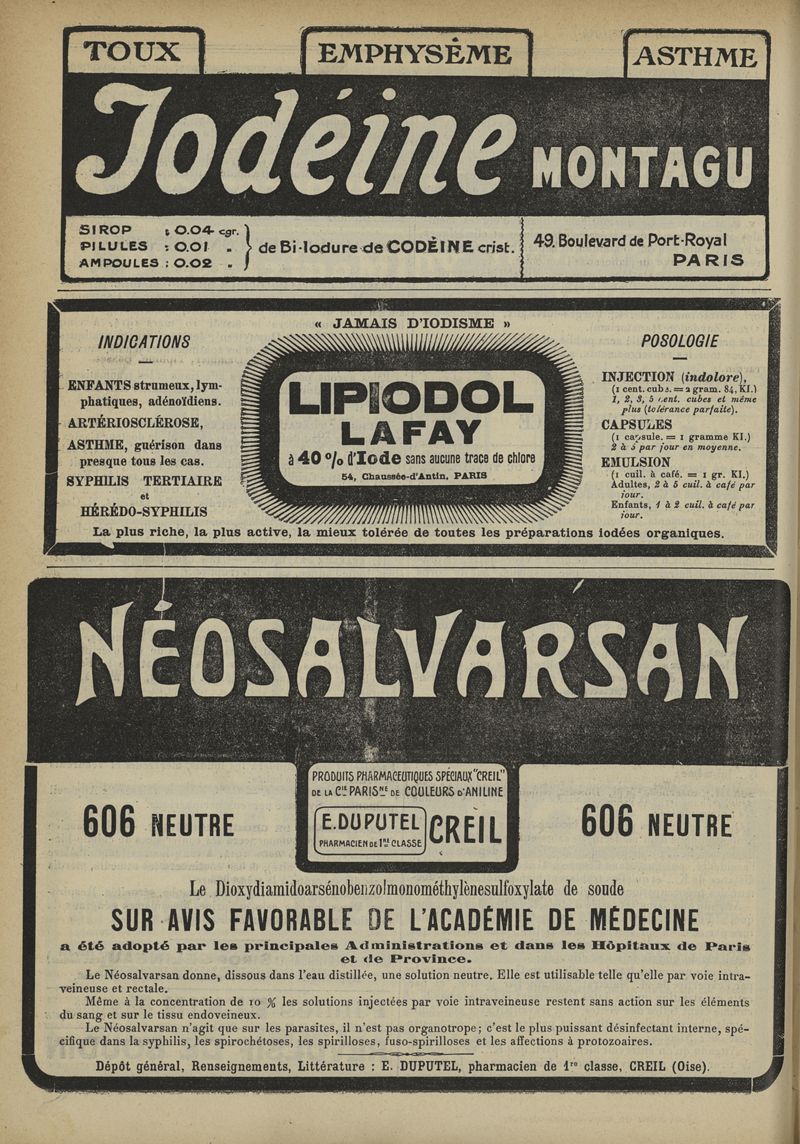 TOUX
EMPHYSÊME
ASTHME
Iodéine MONTAGU
SIROP : 0.04 cgr.
PILULES : 0.01 "
AMPOULES : 0.02 "
de Bi-Iodure de CODÉINE crist.
49, Boulevard de Port-Royal
PARIS
« JAMAIS D'IODISME »
INDICATIONS
ENFANTS strumeux, lym-
phatiques, adénoïdiens.
ARTÉRIOSCLÉROSE,
ASTHME, guérison dans
presque tous les cas.
SYPHILIS TERTIAIRE
et
HÉRÉDO-SYPHILIS
LIPIODOL
LAFAY
à 40 % d'Iode sans aucune trace de chlore
54, Chaussée-d'Antin, PARIS
POSOLOGIE
INJECTION (indolore),
(1 cent. cube. = 0 gram. 84, KI.)
1, 2, 3, 5 cent. cubes et même
plus (tolérance parfaite).
CAPSULES
(1 capsule. = 1 gramme KI.)
2 à 5 par jour en moyenne.
EMULSION
(1 cuil. à café. = 1 gr. KI.)
Adultes, 2 à 5 cuil. à café par
jour.
Enfants, 1 à 2 cuil. à café par
jour.
La plus riche, la plus active, la mieux tolérée de toutes les préparations iodées organiques.
NÉOSALVARSAN
PRODUITS PHARMACEUTIQUES SPÉCIAUX "CREIL"
DE LA Cie PARISne DE COULEURS D'ANILINE
E. DUPUTEL
PHARMACIEN DE 1re CLASSE
CREIL
606 NEUTRE
606 NEUTRE
Le Dioxydiamidoarsénobenzolmonométhylènesulfoxylate de soude
SUR AVIS FAVORABLE DE L'ACADÉMIE DE MÉDECINE
a été adopté par les principales Administrations et dans les Hôpitaux de Paris
et de Province.
Le Néosalvarsan donne, dissous dans l'eau distillée, une solution neutre. Elle est utilisable telle qu'elle par voie intra-
veineuse et rectale.
Même à la concentration de 10 % les solutions injectées par voie intraveineuse restent sans action sur les éléments
du sang et sur le tissu endoveineux.
Le Néosalvarsan n'agit que sur les parasites, il n'est pas organotrope; c'est le plus puissant désinfectant interne, spé-
cifique dans la syphilis, les spirochétoses, les spirilloses, fuso-spirilloses et les affections à protozoaires.
Dépôt général, Renseignements, Littérature : E. DUPUTEL, pharmacien de 1re classe, CREIL (Oise).